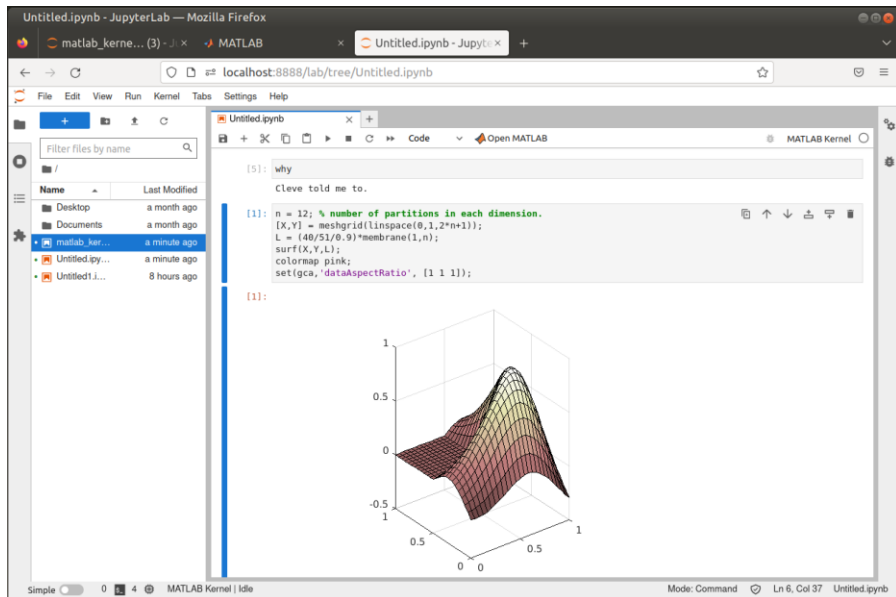 Untitled.ipynb - JupyterLab — Mozilla Firefox
matlab_kerne… (3) - J
MATLAB
Untitled.ipynb - Jupyte
localhost:8888/lab/tree/Untitled.ipynb
File Edit View Run Kernel Tabs Settings Help
Untitled.ipynb
Code
Open MATLAB
MATLAB Kernel
Filter files by name
/
Name Last Modified
Desktop a month ago
Documents a month ago
matlab_ker... a minute ago
Untitled.ipy... a minute ago
Untitled1.i... 8 hours ago
[5]: why
Cleve told me to.
[1]: n = 12; % number of partitions in each dimension.
[X,Y] = meshgrid(linspace(0,1,2*n+1));
L = (40/51/0.9)*membrane(1,n);
surf(X,Y,L);
colormap pink;
set(gca,'dataAspectRatio', [1 1 1]);
[1]:
1
0.5
0
-0.5
1
0.5
0
0
0.5
1
Simple 0 4 MATLAB Kernel | Idle Mode: Command Ln 6, Col 37 Untitled.ipynb